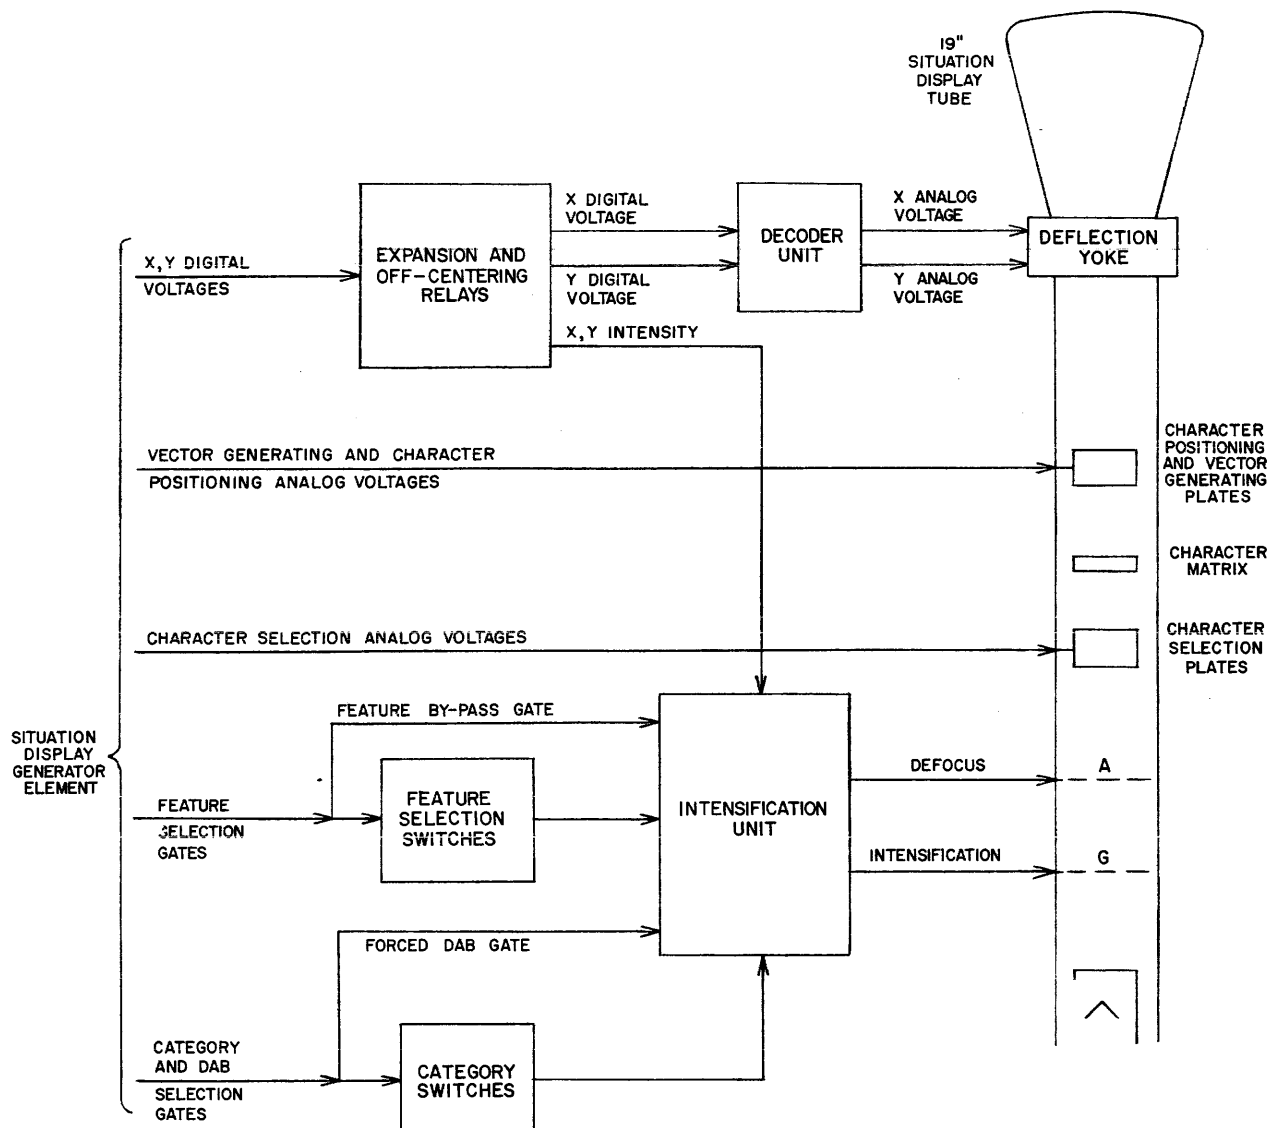 19"
SITUATION
DISPLAY
TUBE
X DIGITAL
VOLTAGE
X ANALOG
VOLTAGE
X,Y DIGITAL
VOLTAGES
EXPANSION AND
OFF-CENTERING
RELAYS
DECODER
UNIT
DEFLECTION
YOKE
Y DIGITAL
VOLTAGE
Y ANALOG
VOLTAGE
X,Y INTENSITY
VECTOR GENERATING AND CHARACTER
POSITIONING ANALOG VOLTAGES
CHARACTER
POSITIONING
AND VECTOR
GENERATING
PLATES
CHARACTER
MATRIX
CHARACTER SELECTION ANALOG VOLTAGES
CHARACTER
SELECTION
PLATES
FEATURE BY-PASS GATE
SITUATION
DISPLAY
GENERATOR
ELEMENT
FEATURE
SELECTION
GATES
FEATURE
SELECTION
SWITCHES
INTENSIFICATION
UNIT
DEFOCUS
A
INTENSIFICATION
G
FORCED DAB GATE
CATEGORY
AND DAB
SELECTION
GATES
CATEGORY
SWITCHES